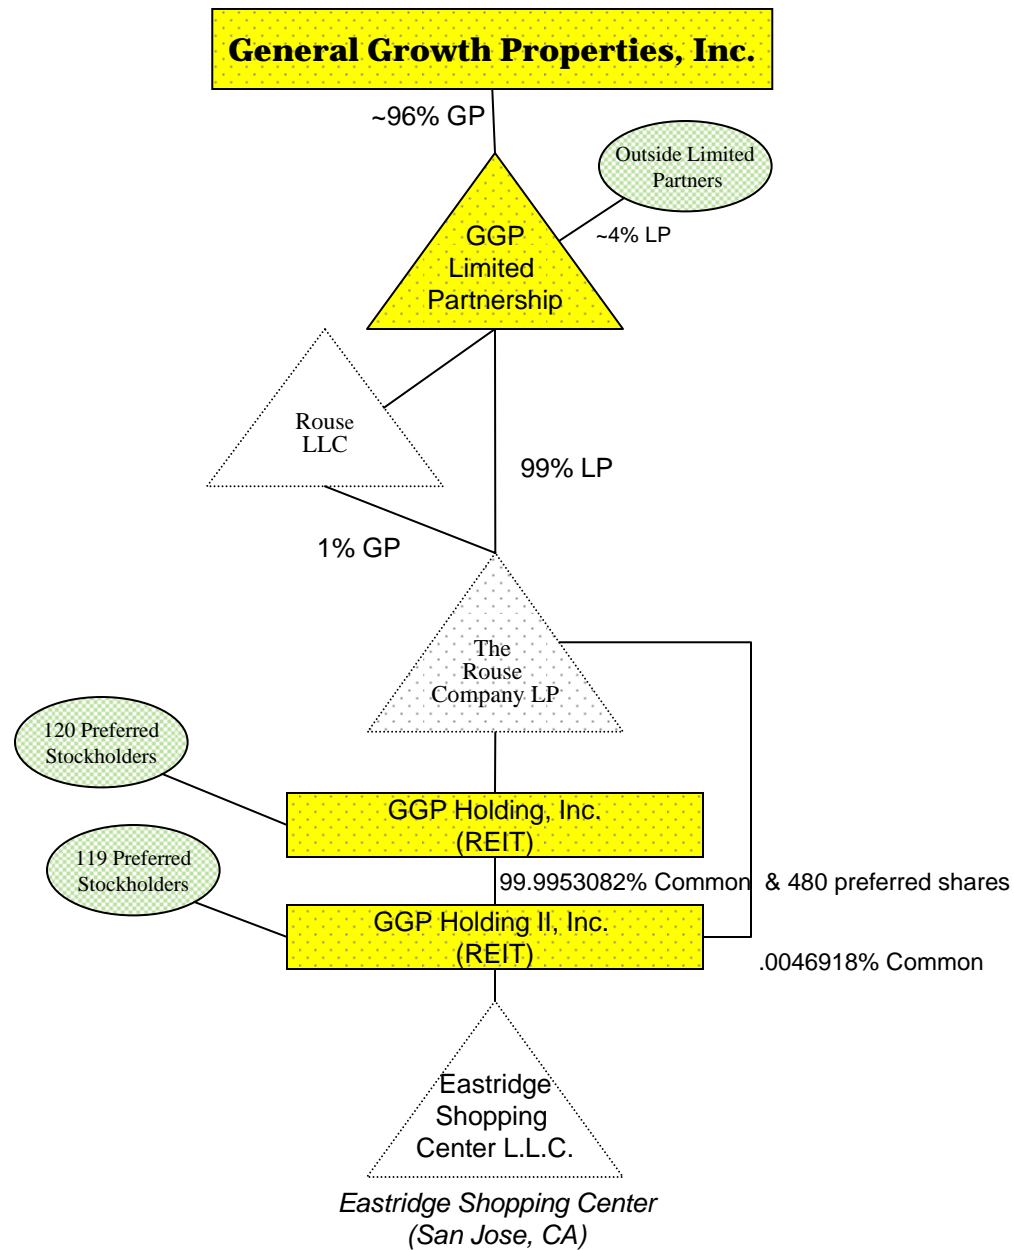 General Growth Properties, Inc.
~96% GP
Outside Limited
Partners
~4% LP
GGP
Limited
Partnership
Rouse
LLC
99% LP
1% GP
The
Rouse
Company LP
120 Preferred
Stockholders
GGP Holding, Inc.
(REIT)
119 Preferred
Stockholders
99.9953082% Common & 480 preferred shares
GGP Holding II, Inc.
(REIT)
.0046918% Common
Eastridge
Shopping
Center L.L.C.
Eastridge Shopping Center
(San Jose, CA)